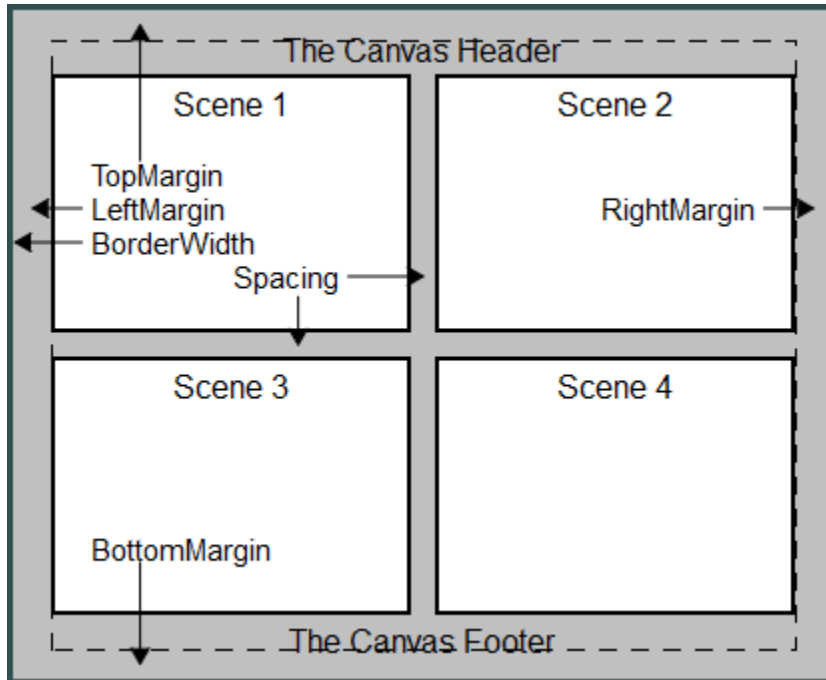 The Canvas Header
Scene 1
Scene 2
TopMargin
LeftMargin
RightMargin
BorderWidth
Spacing
Scene 3
Scene 4
BottomMargin
The Canvas Footer